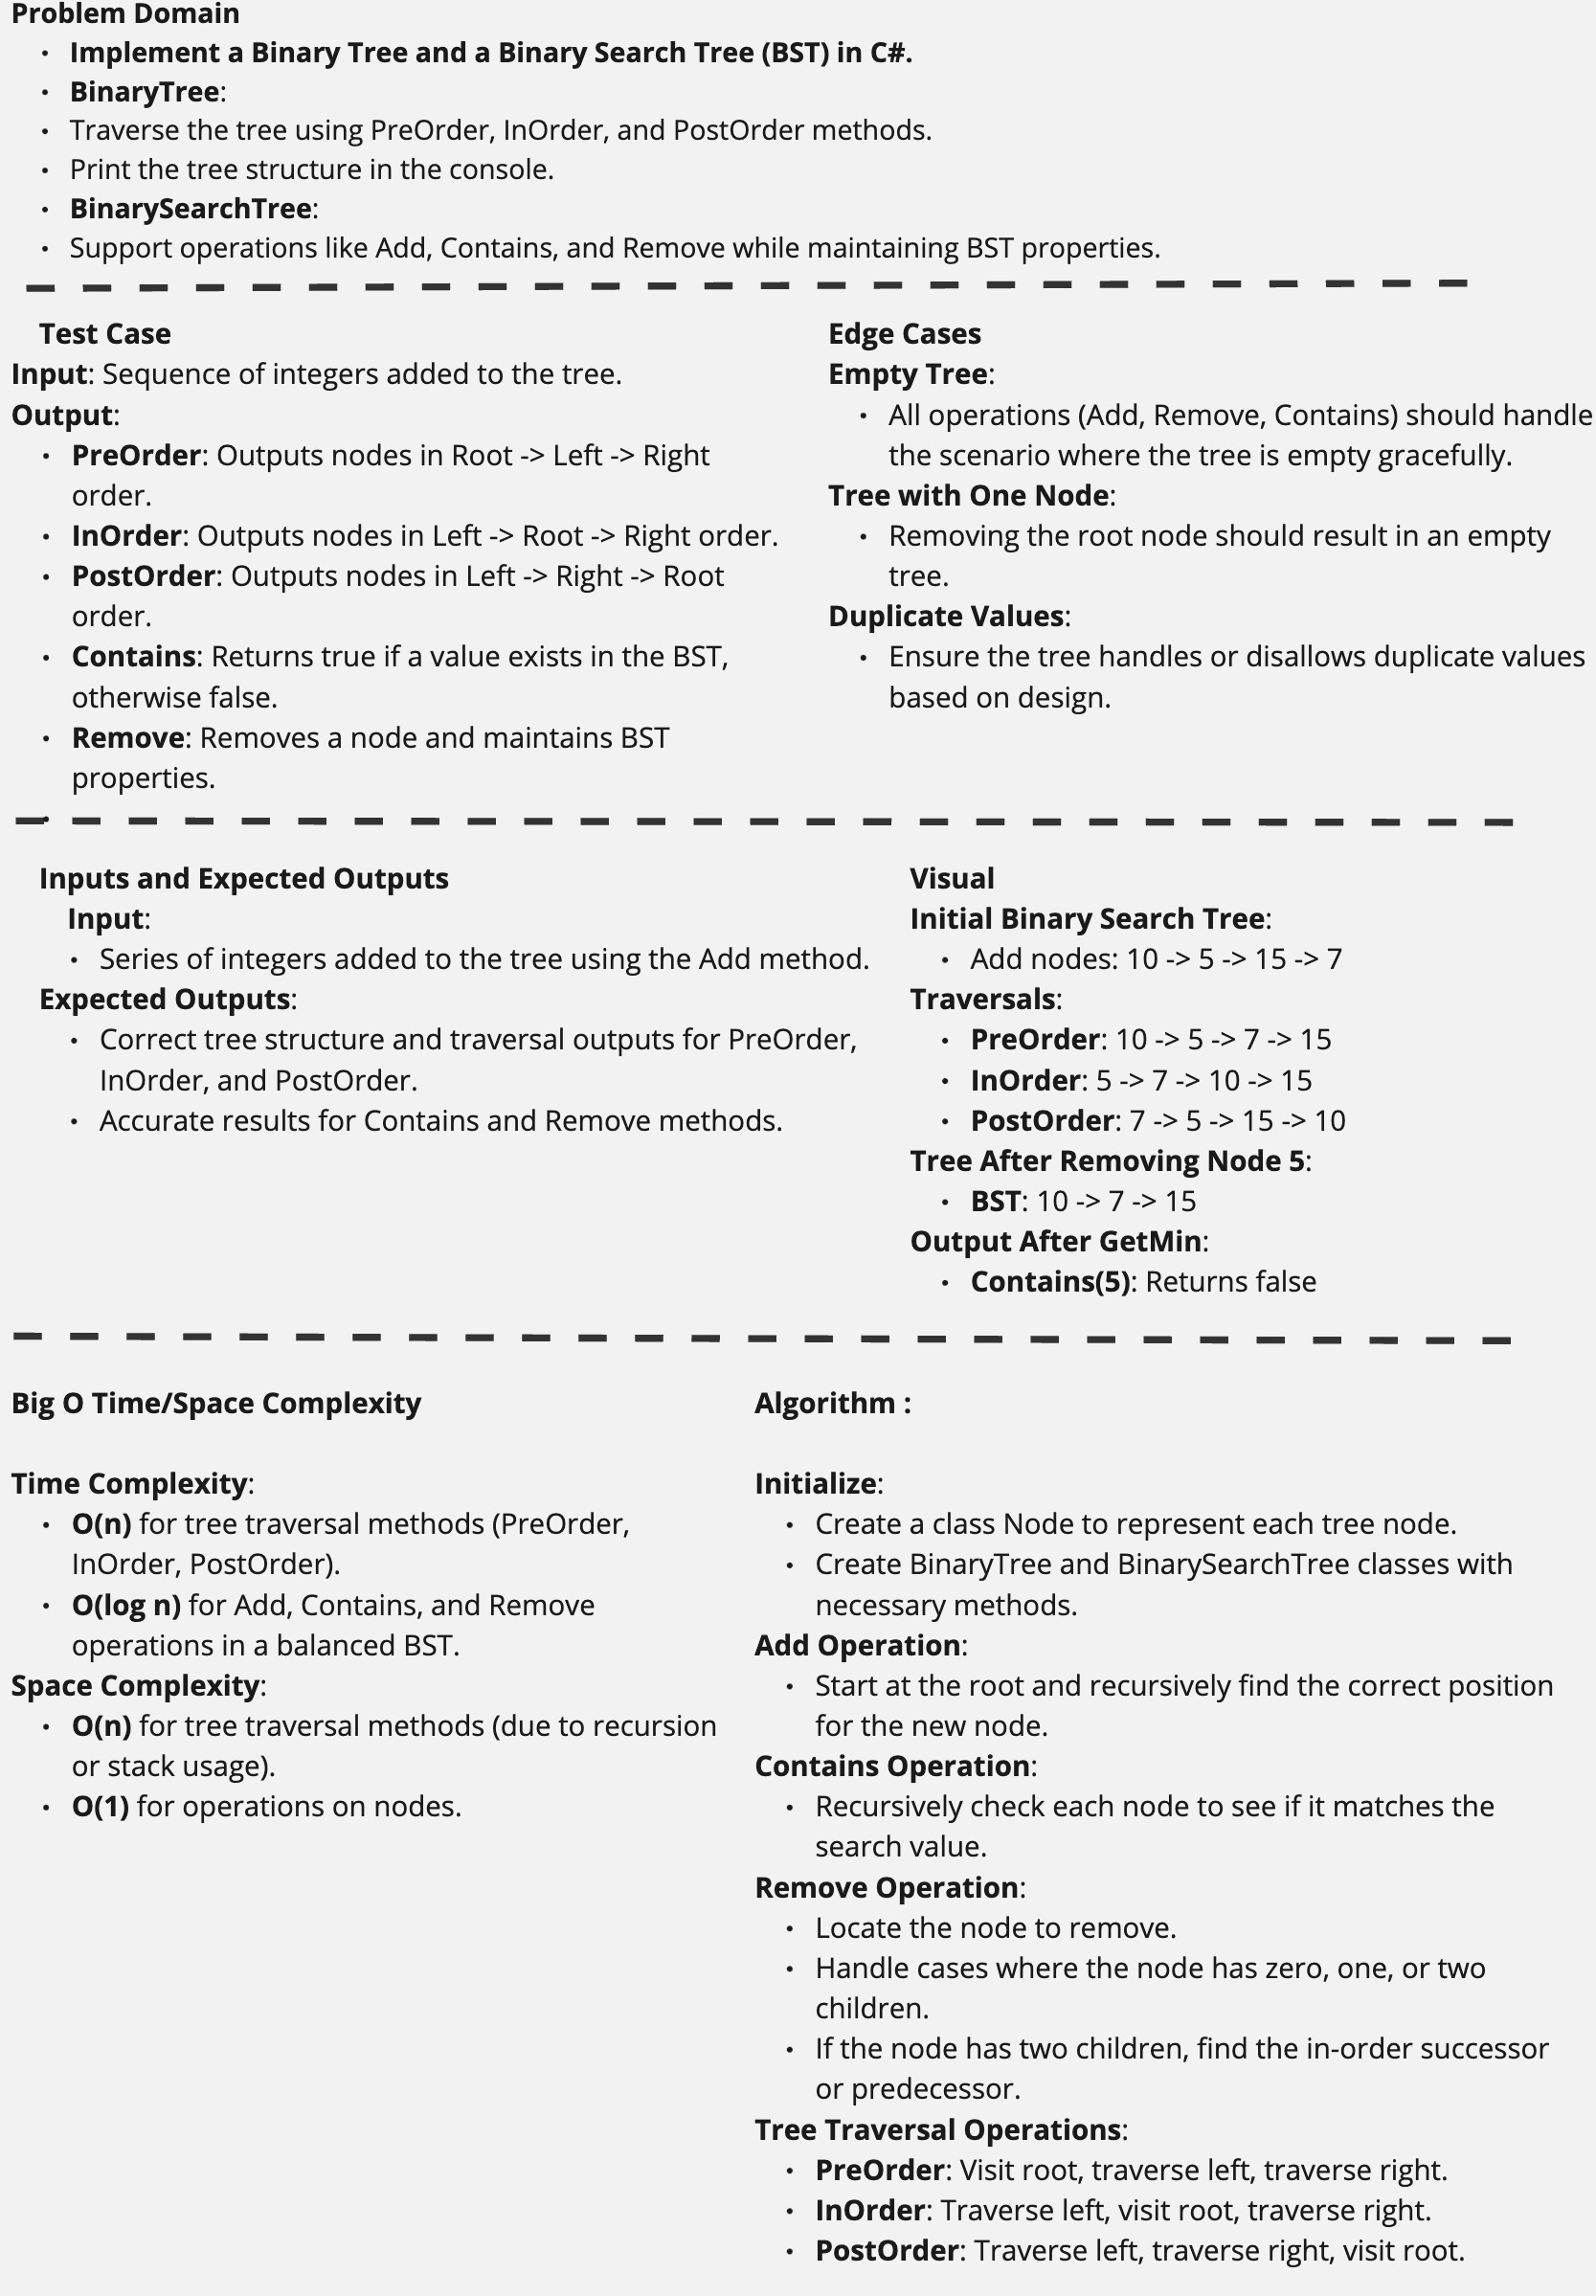 Problem Domain
• Implement a Binary Tree and a Binary Search Tree (BST) in C#.
• BinaryTree:
• Traverse the tree using PreOrder, InOrder, and PostOrder methods.
• Print the tree structure in the console.
• BinarySearchTree:
• Support operations like Add, Contains, and Remove while maintaining BST properties.
Test Case
Input: Sequence of integers added to the tree.
Output:
• PreOrder: Outputs nodes in Root -> Left -> Right
order.
• InOrder: Outputs nodes in Left -> Root -> Right order.
• PostOrder: Outputs nodes in Left -> Right -> Root
order.
• Contains: Returns true if a value exists in the BST,
otherwise false.
• Remove: Removes a node and maintains BST
properties.
•
Edge Cases
Empty Tree:
• All operations (Add, Remove, Contains) should handle
the scenario where the tree is empty gracefully.
Tree with One Node:
• Removing the root node should result in an empty
tree.
Duplicate Values:
• Ensure the tree handles or disallows duplicate values
based on design.
Inputs and Expected Outputs
Input:
• Series of integers added to the tree using the Add method.
Expected Outputs:
• Correct tree structure and traversal outputs for PreOrder,
InOrder, and PostOrder.
• Accurate results for Contains and Remove methods.
Visual
Initial Binary Search Tree:
• Add nodes: 10 -> 5 -> 15 -> 7
Traversals:
• PreOrder: 10 -> 5 -> 7 -> 15
• InOrder: 5 -> 7 -> 10 -> 15
• PostOrder: 7 -> 5 -> 15 -> 10
Tree After Removing Node 5:
• BST: 10 -> 7 -> 15
Output After GetMin:
• Contains(5): Returns false
Big O Time/Space Complexity
Time Complexity:
• O(n) for tree traversal methods (PreOrder,
InOrder, PostOrder).
• O(log n) for Add, Contains, and Remove
operations in a balanced BST.
Space Complexity:
• O(n) for tree traversal methods (due to recursion
or stack usage).
• O(1) for operations on nodes.
Algorithm :
Initialize:
• Create a class Node to represent each tree node.
• Create BinaryTree and BinarySearchTree classes with
necessary methods.
Add Operation:
• Start at the root and recursively find the correct position
for the new node.
Contains Operation:
• Recursively check each node to see if it matches the
search value.
Remove Operation:
• Locate the node to remove.
• Handle cases where the node has zero, one, or two
children.
• If the node has two children, find the in-order successor
or predecessor.
Tree Traversal Operations:
• PreOrder: Visit root, traverse left, traverse right.
• InOrder: Traverse left, visit root, traverse right.
• PostOrder: Traverse left, traverse right, visit root.